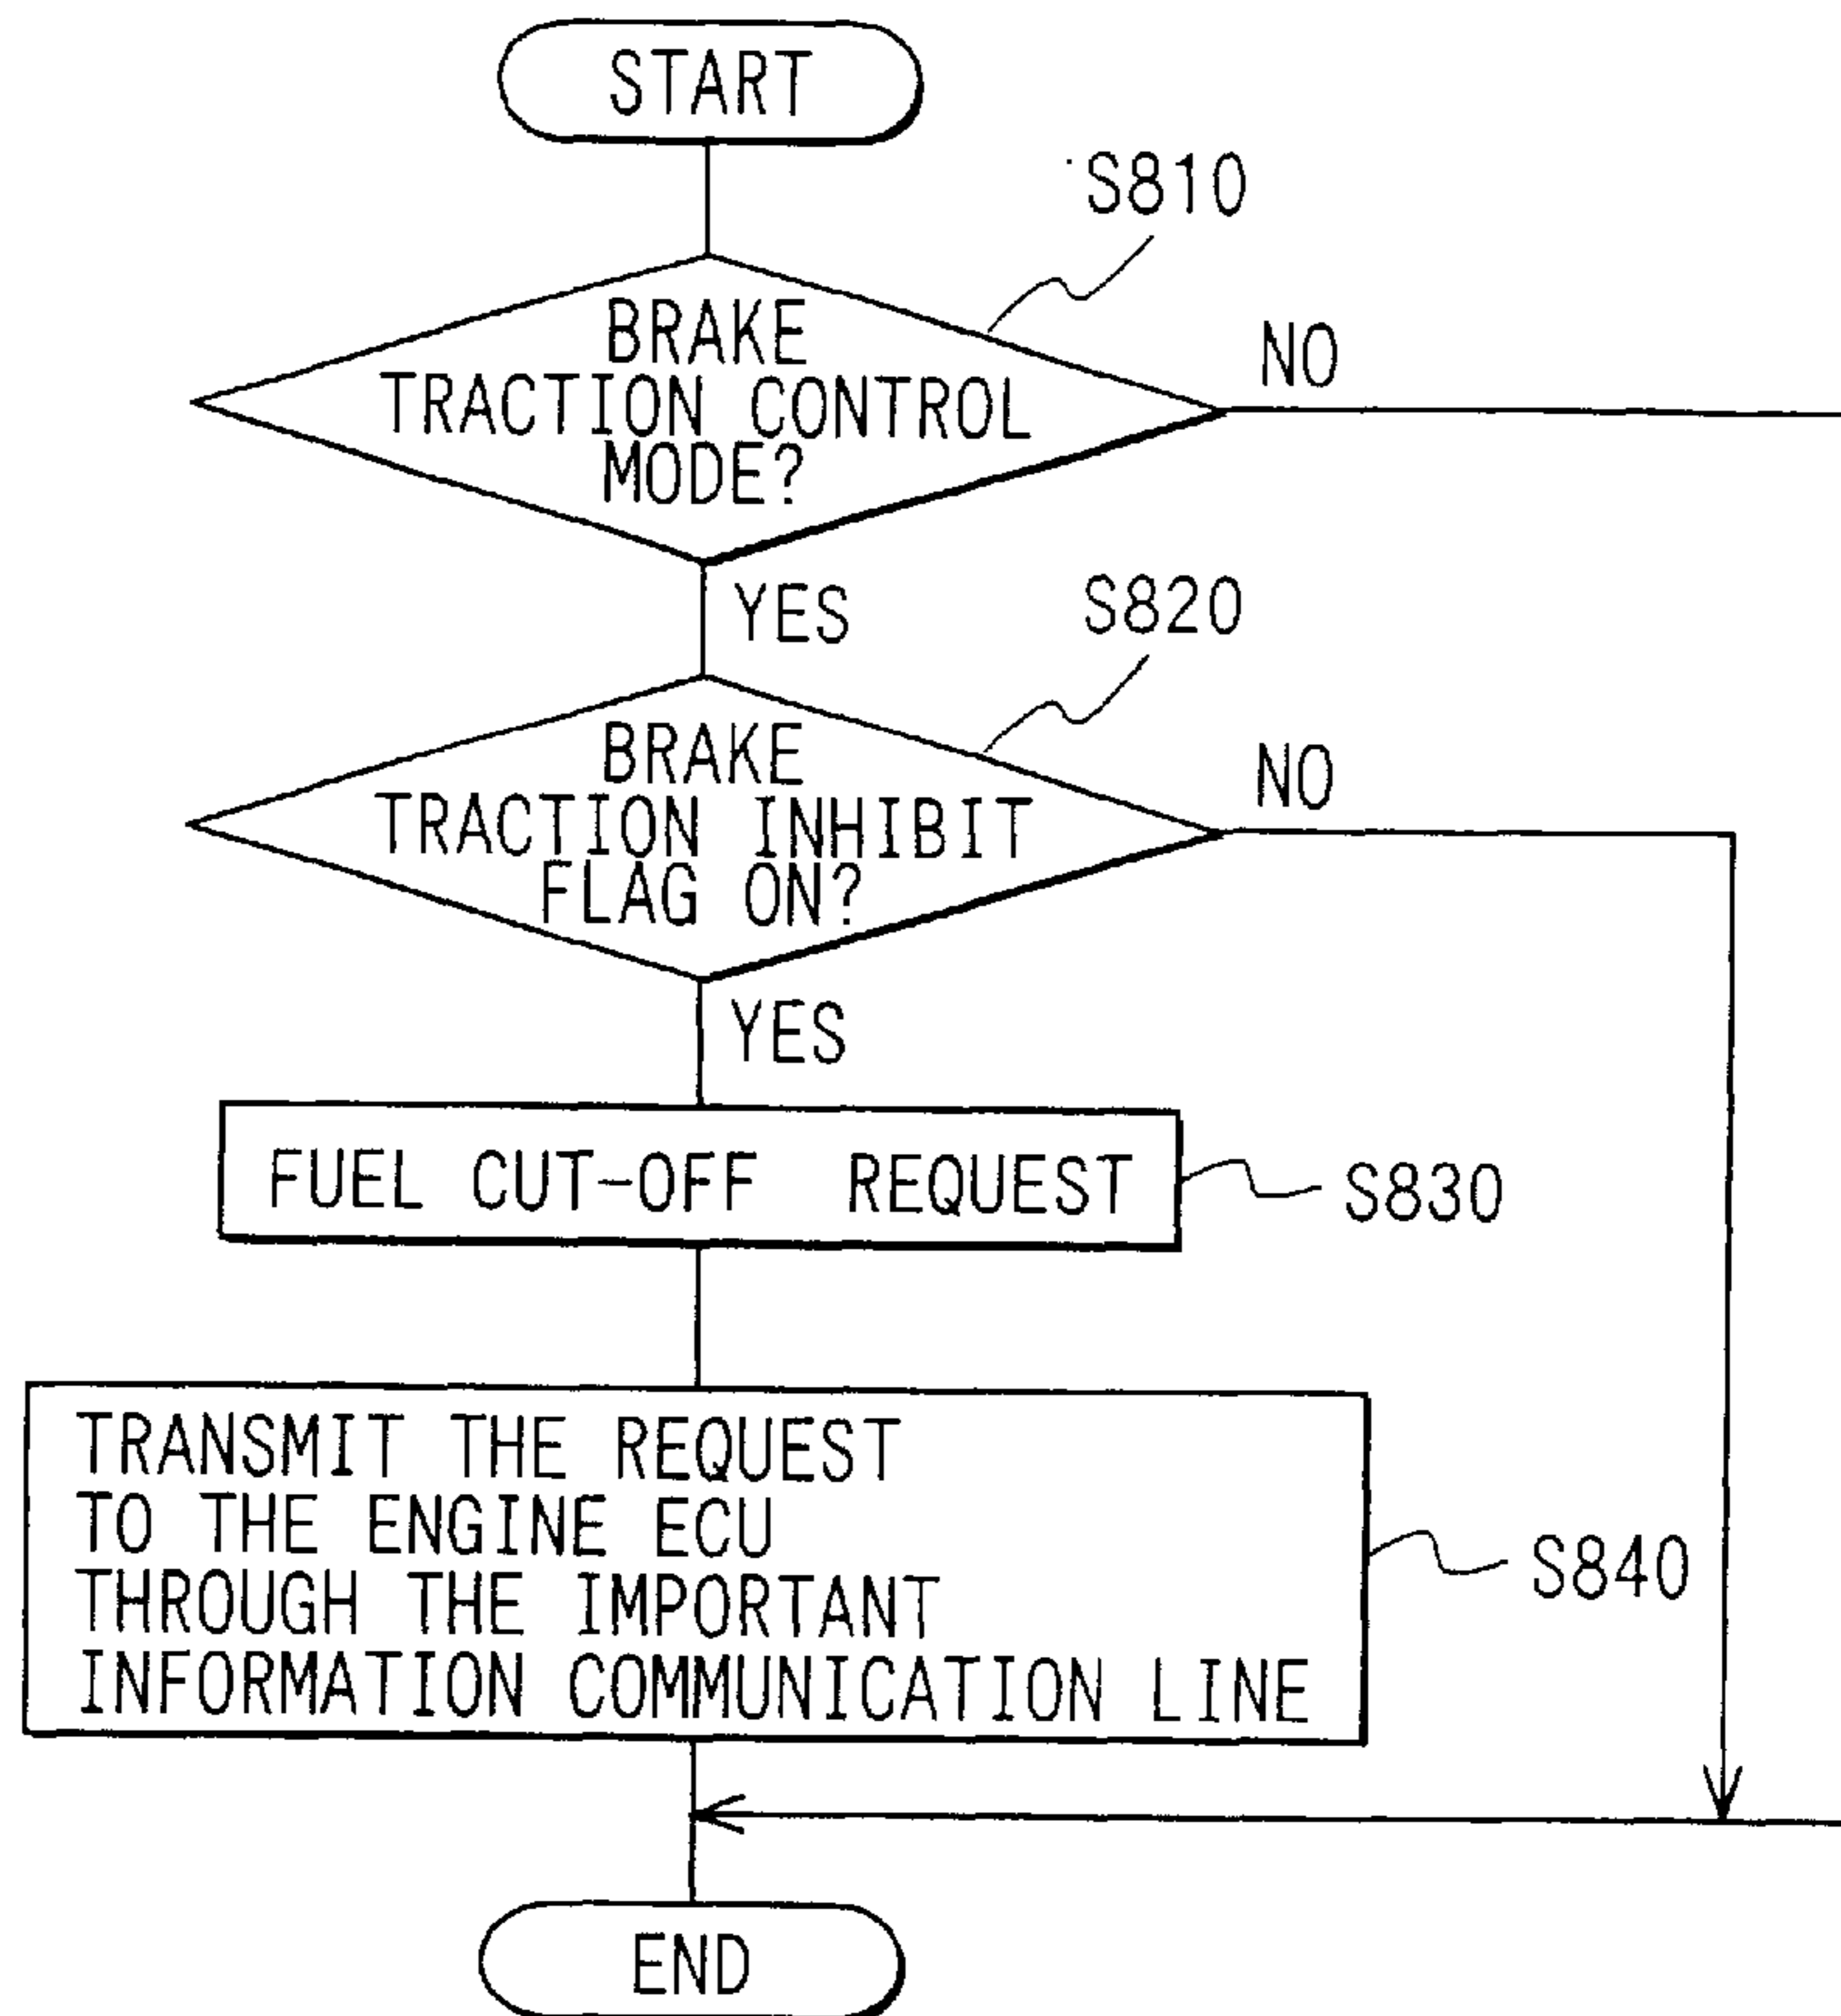 START
S810
BRAKE
TRACTION CONTROL
MODE?
NO
YES
S820
BRAKE
TRACTION INHIBIT
FLAG ON?
NO
YES
FUEL CUT-OFF REQUEST
S830
TRANSMIT THE REQUEST
TO THE ENGINE ECU
THROUGH THE IMPORTANT
INFORMATION COMMUNICATION LINE
S840
END